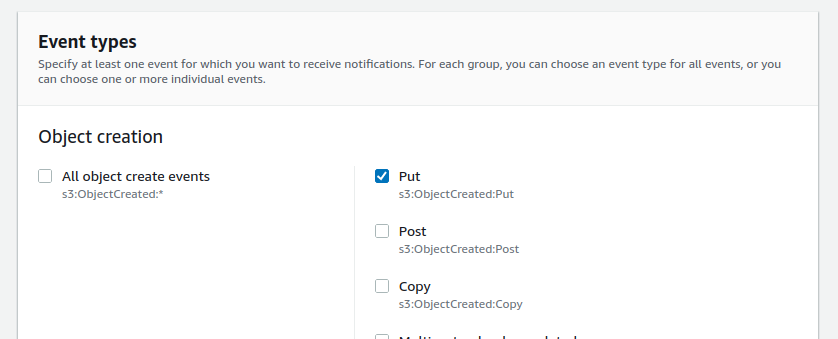 Event types
Specify at least one event for which you want to receive notifications. For each group, you can choose an event type for all events, or you
can choose one or more individual events.
Object creation
All object create events
s3:ObjectCreated:*
Put
s3:ObjectCreated:Put
Post
s3:ObjectCreated:Post
Copy
s3:ObjectCreated:Copy